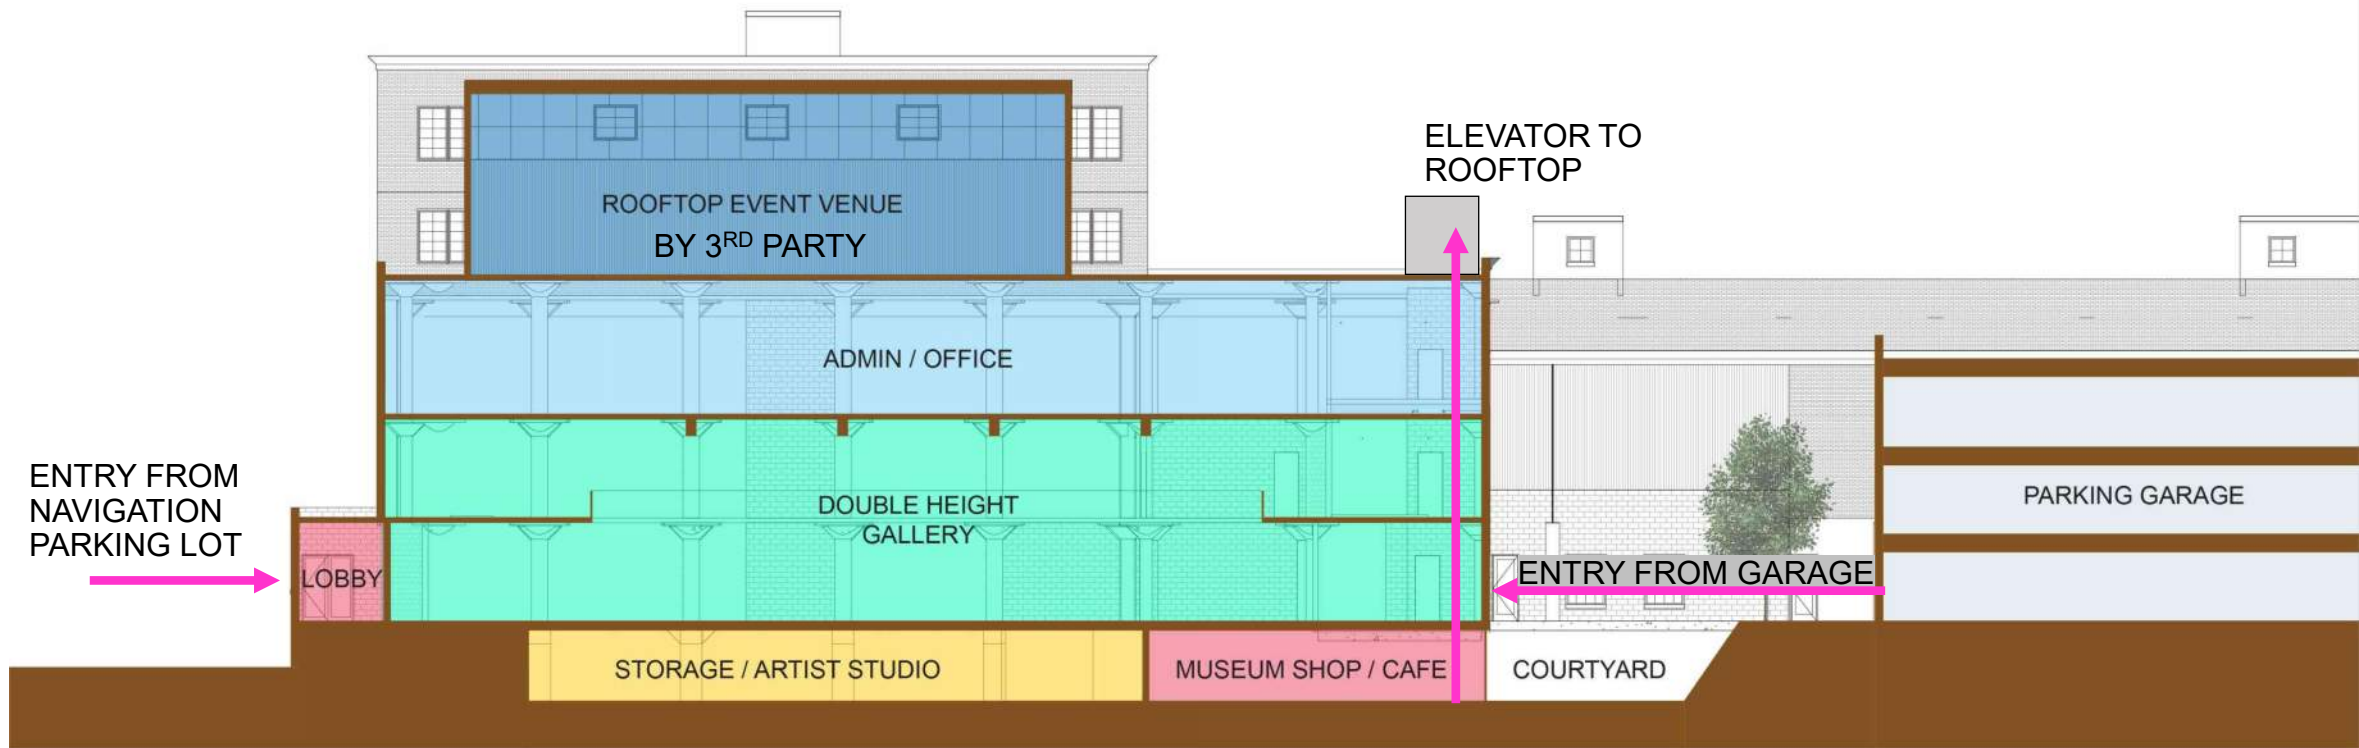 ELEVATOR TO
ROOFTOP
ROOFTOP EVENT VENUE
BY 3RD PARTY
ADMIN / OFFICE
ENTRY FROM
NAVIGATION
PARKING LOT
DOUBLE HEIGHT
GALLERY
PARKING GARAGE
LOBBY
ENTRY FROM GARAGE
STORAGE / ARTIST STUDIO
MUSEUM SHOP / CAFE
COURTYARD